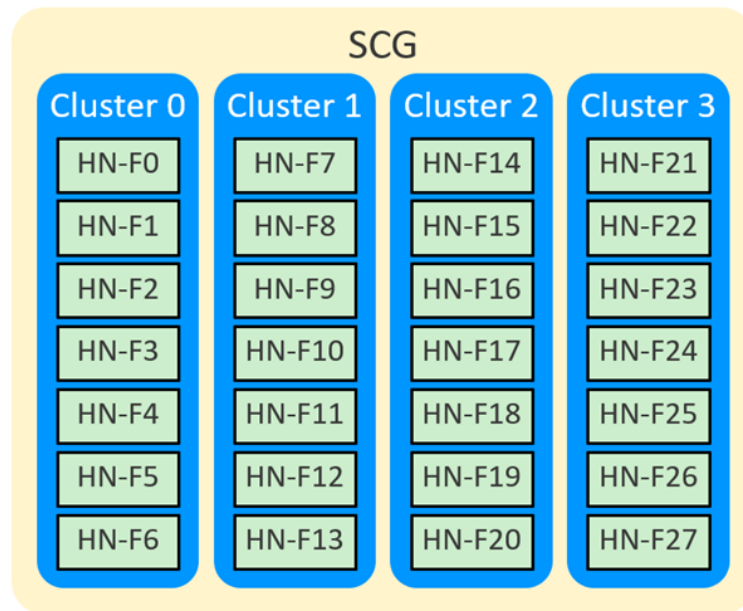 SCG
Cluster 0
HN-F0
HN-F1
HN-F2
HN-F3
HN-F4
HN-F5
HN-F6
Cluster 1
HN-F7
HN-F8
HN-F9
HN-F10
HN-F11
HN-F12
HN-F13
Cluster 2
HN-F14
HN-F15
HN-F16
HN-F17
HN-F18
HN-F19
HN-F20
Cluster 3
HN-F21
HN-F22
HN-F23
HN-F24
HN-F25
HN-F26
HN-F27